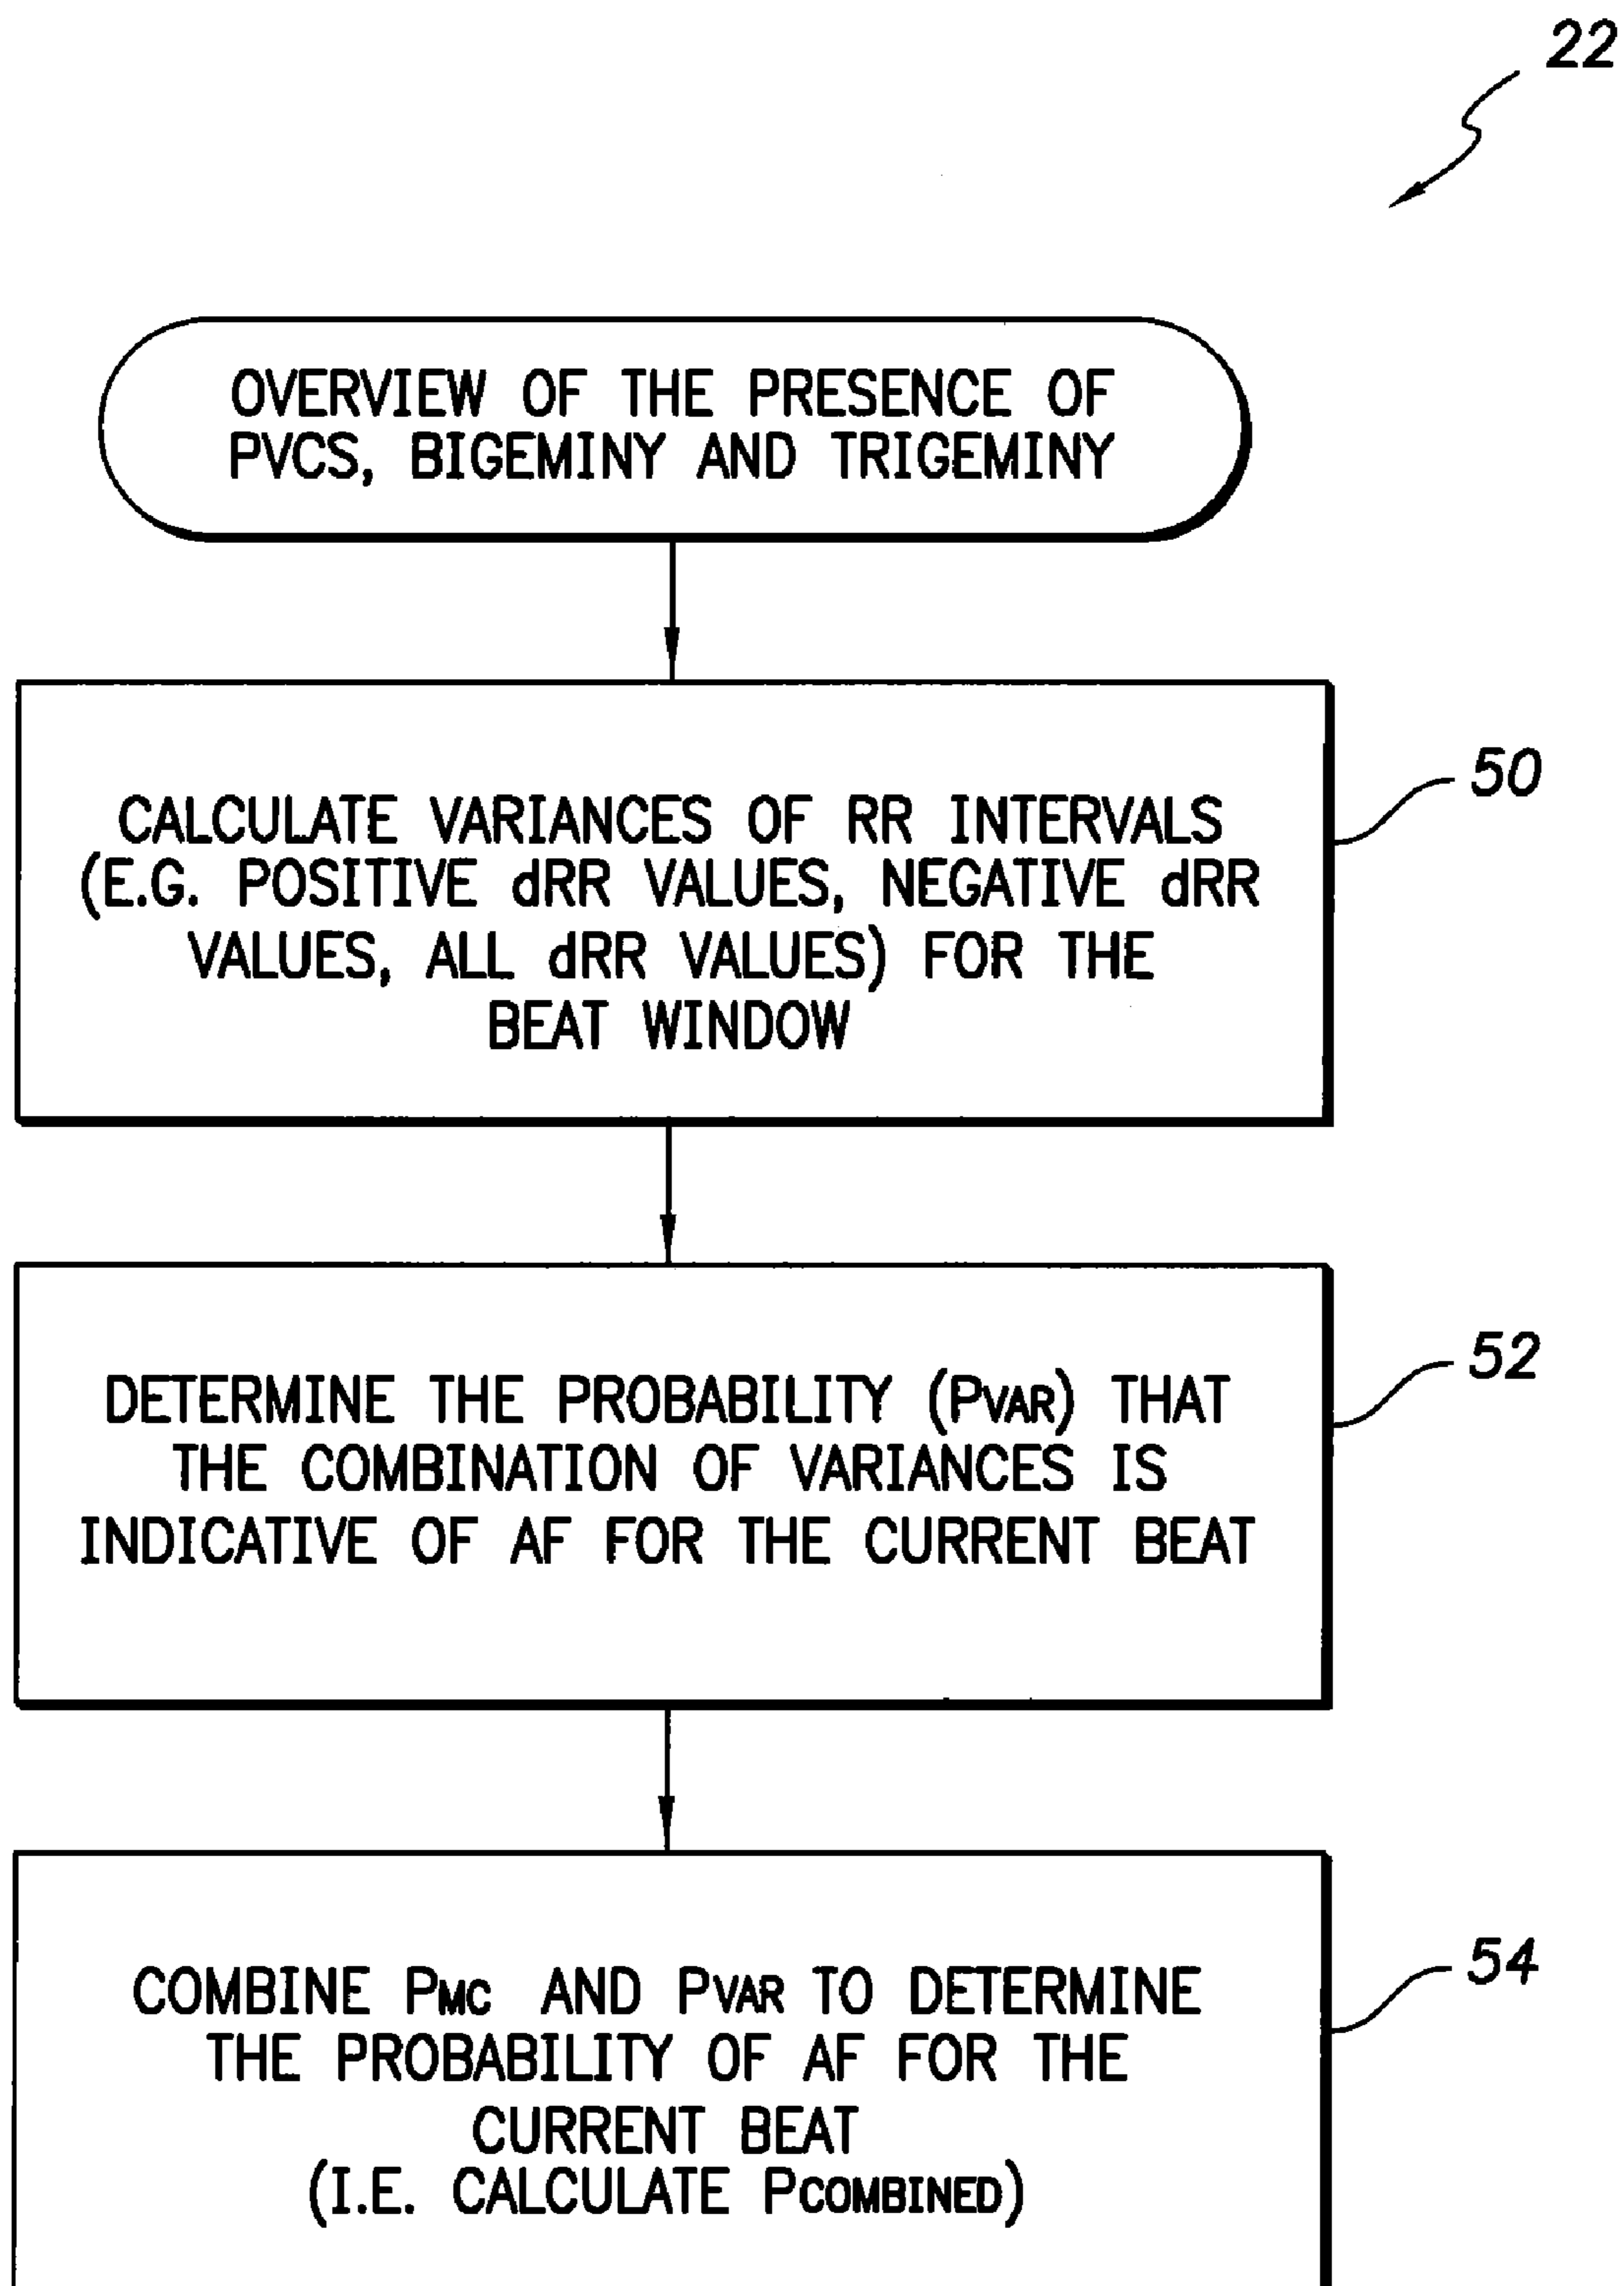 22
OVERVIEW OF THE PRESENCE OF
PVCS, BIGEMINY AND TRIGEMINY
CALCULATE VARIANCES OF RR INTERVALS
(E.G. POSITIVE dRR VALUES, NEGATIVE dRR
VALUES, ALL dRR VALUES) FOR THE
BEAT WINDOW
50
DETERMINE THE PROBABILITY (PVAR) THAT
THE COMBINATION OF VARIANCES IS
INDICATIVE OF AF FOR THE CURRENT BEAT
52
COMBINE PMC AND PVAR TO DETERMINE
THE PROBABILITY OF AF FOR THE
CURRENT BEAT
(I.E. CALCULATE PCOMBINED)
54